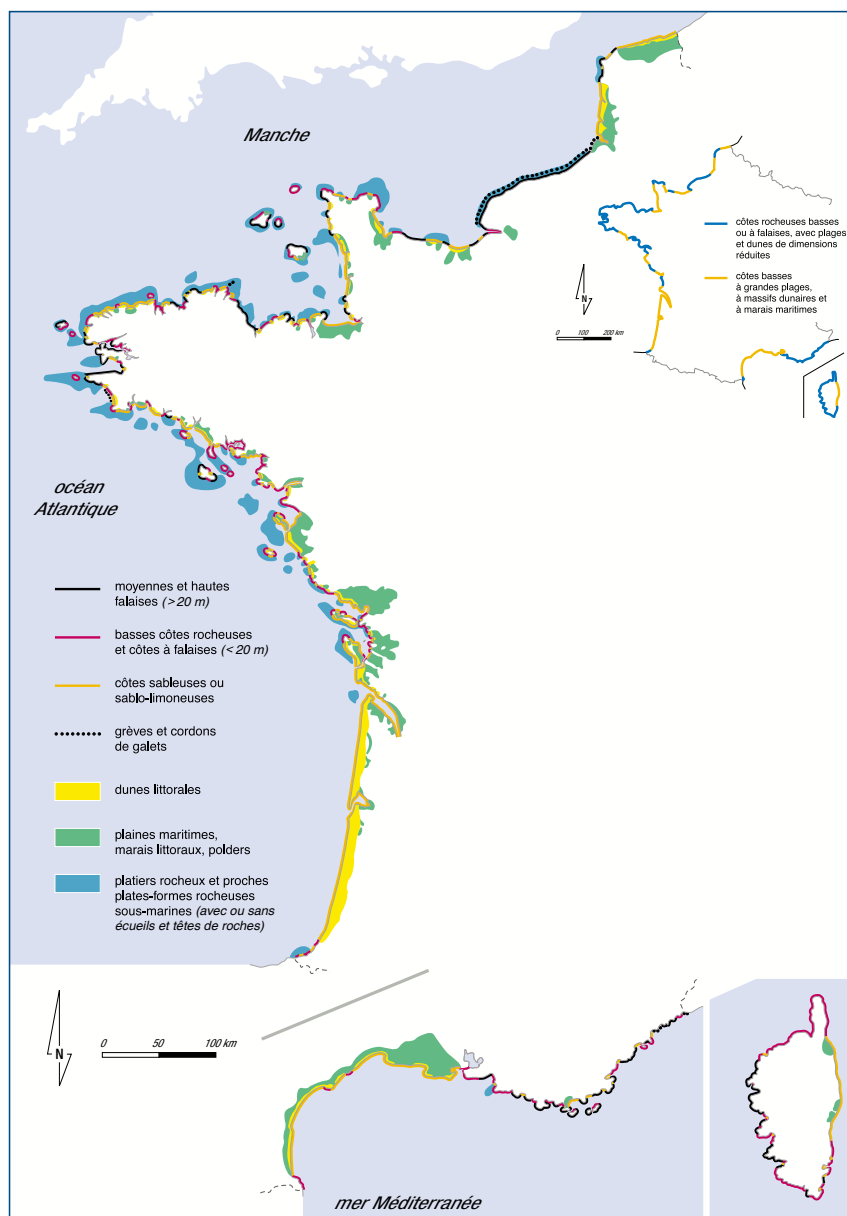 Manche
côtes rocheuses basses
ou à falaises, avec plages
et dunes de dimensions
réduites
côtes basses
à grandes plages,
à massifs dunaires et
à marais maritimes
N
0 100 200 km
océan
Atlantique
moyennes et hautes
falaises (> 20 m)
basses côtes rocheuses
et côtes à falaises (< 20 m)
côtes sableuses ou
sablo-limoneuses
grèves et cordons
de galets
dunes littorales
plaines maritimes,
marais littoraux, polders
platiers rocheux et proches
plates-formes rocheuses
sous-marines (avec ou sans
écueils et têtes de roches)
N
0 50 100 km
mer Méditerranée